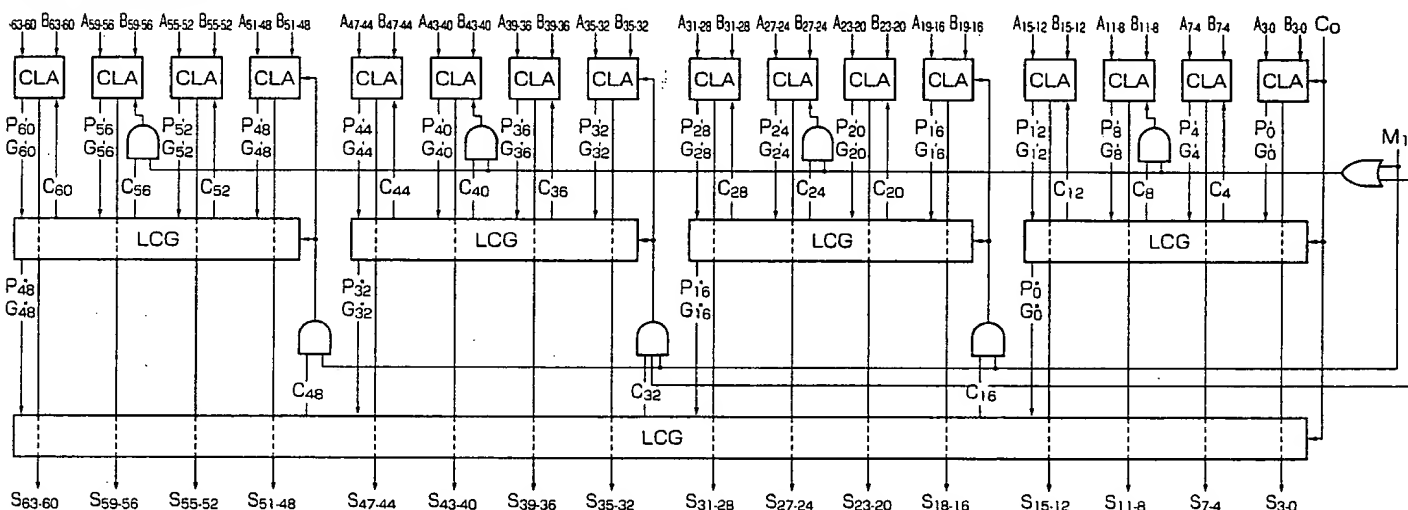 63-60 B63-60 A59-56 B59-56 A55-52 B55-52 A51-48 B51-48 A47-44 B47-44 A43-40 B43-40 A39-36 B39-36 A35-32 B35-32 A31-28 B31-28 A27-24 B27-24 A23-20 B23-20 A19-16 B19-16 A15-12 B15-12 A11-8 B11-8 A7-4 B7-4 A3-0 B3-0 C0
CLA CLA CLA CLA CLA CLA CLA CLA CLA CLA CLA CLA CLA CLA CLA CLA
P'60 P'56 P'52 P'48 P'44 P'40 P'36 P'32 P'28 P'24 P'20 P'16 P'12 P'8 P'4 P'0 M1
G'60 G'56 G'52 G'48 G'44 G'40 G'36 G'32 G'28 G'24 G'20 G'16 G'12 G'8 G'4 G'0
C60 C56 C52 C44 C40 C36 C28 C24 C20 C12 C8 C4
LCG LCG LCG LCG
P"48 P"32 P"16 P"0
G"48 G"32 G"16 G"0
C48 C32 C16
LCG
S63-60 S59-56 S55-52 S51-48 S47-44 S43-40 S39-36 S35-32 S31-28 S27-24 S23-20 S18-16 S15-12 S11-8 S7-4 S3-0